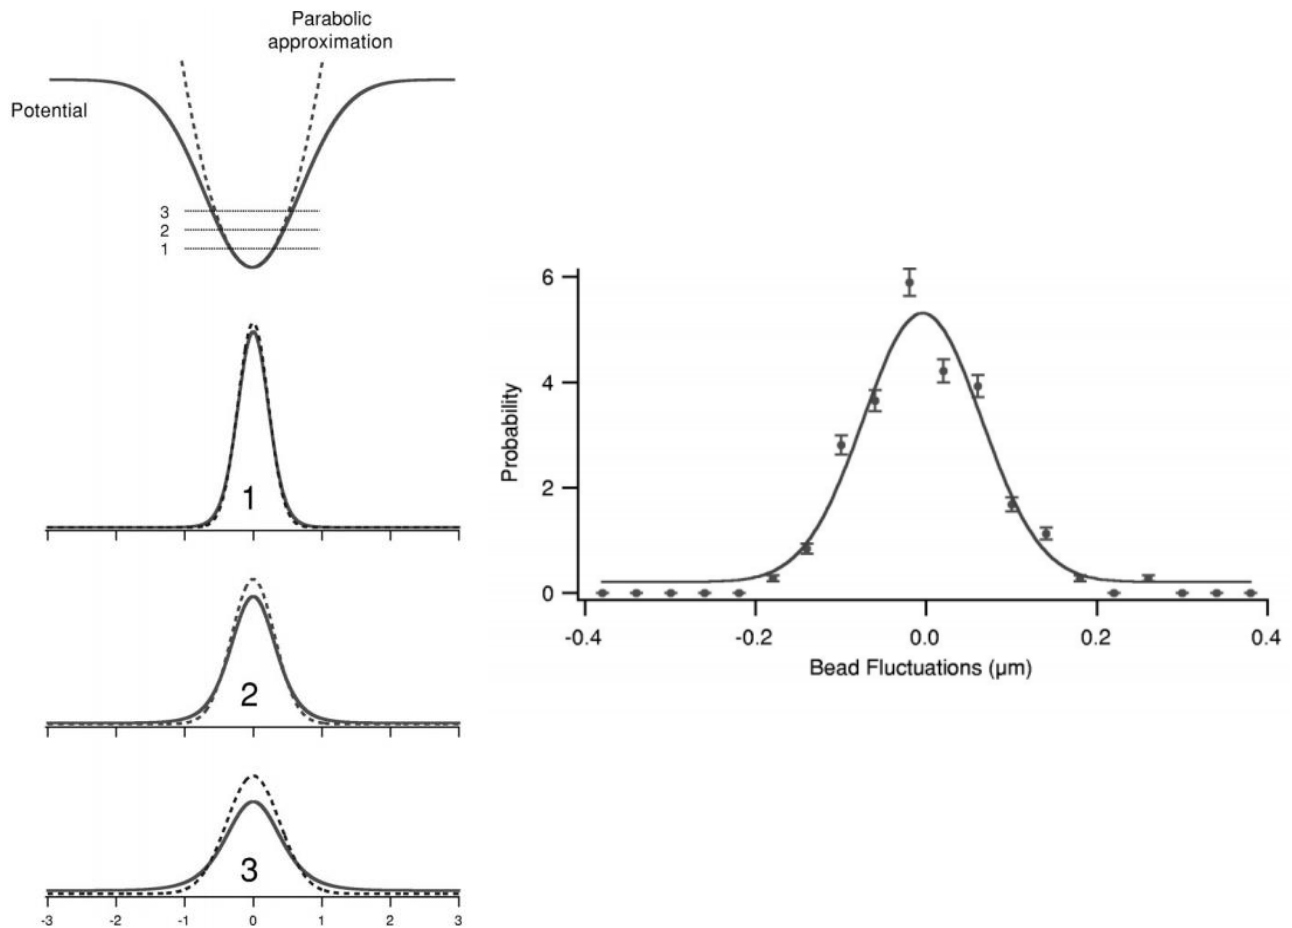 Parabolic
approximation
Potential
3
2
1
1
2
3
-3 -2 -1 0 1 2 3
6
4
2
0
Probability
-0.4 -0.2 0.0 0.2 0.4
Bead Fluctuations (µm)